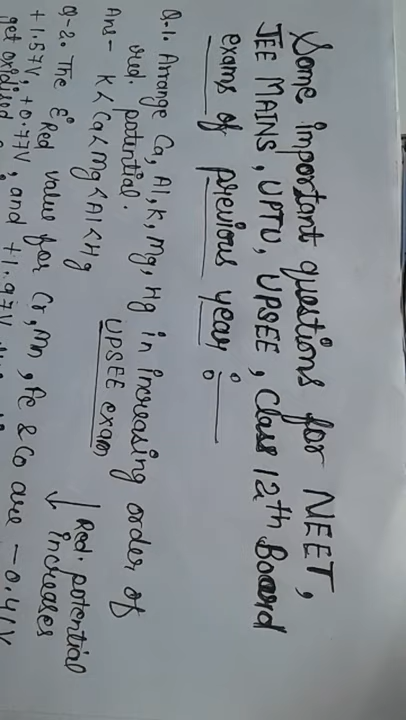 Some important questions for NEET,
JEE MAINS, UPTU, UPSEE, Class 12th Board
exams of previous year :-
Q-1. Arrange Ca, Al, K, Mg, Hg in increasing order of
red. potential.
Ans- K < Ca < Mg < Al < Hg
UPSEE exam
Red. potential
increases
Q-2. The E°Red value for Cr, Mn, Fe & Co are -0.41V
+1.57V, +0.77V, and +1.97V
get oxidised